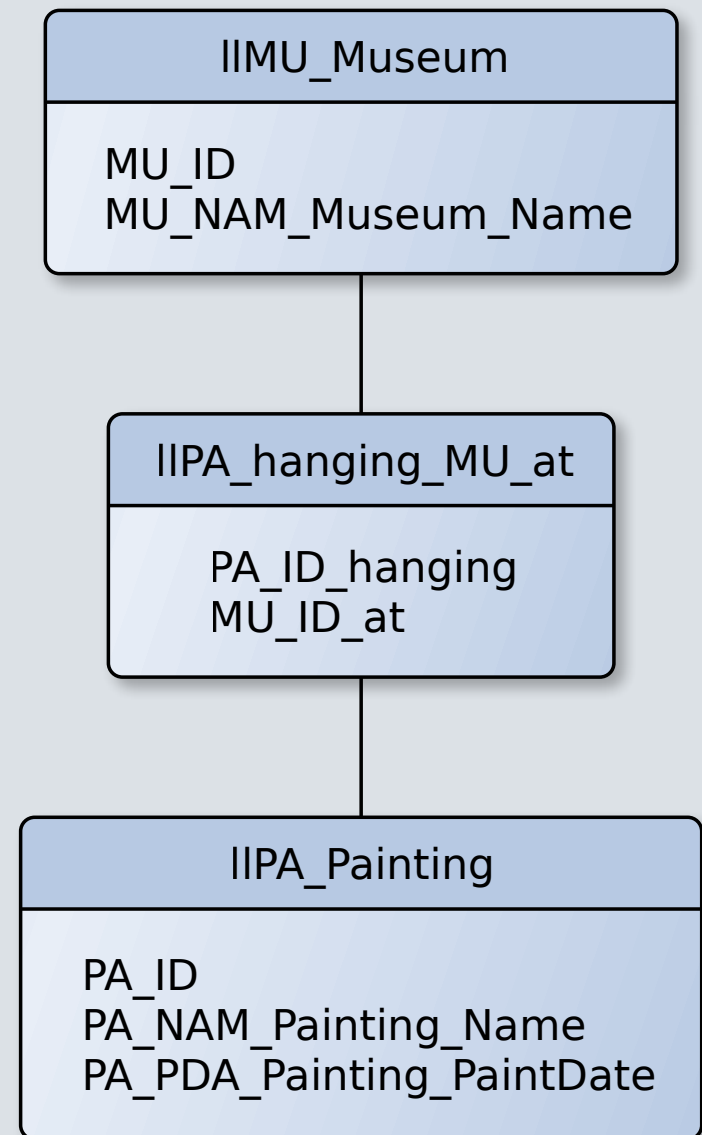 llMU_Museum
MU_ID
MU_NAM_Museum_Name
llPA_hanging_MU_at
PA_ID_hanging
MU_ID_at
llPA_Painting
PA_ID
PA_NAM_Painting_Name
PA_PDA_Painting_PaintDate